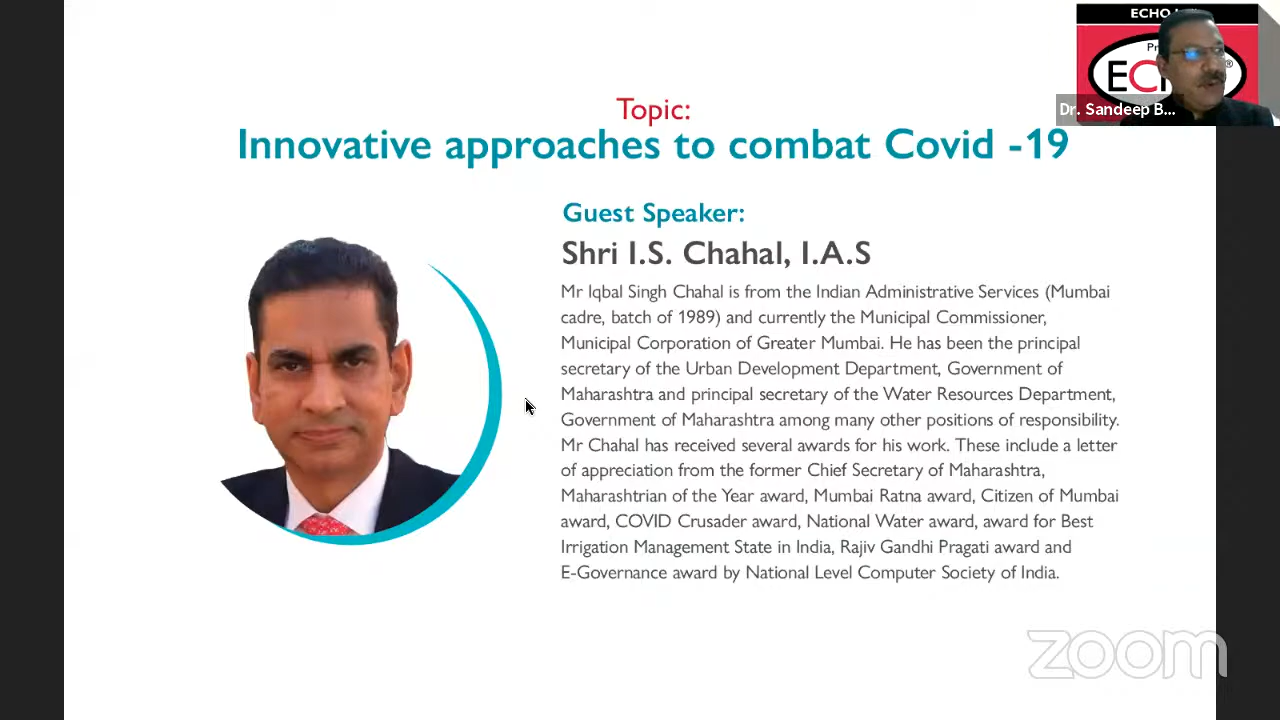 ECHO
Dr. Sandeep B...
Topic:
Innovative approaches to combat Covid -19
Guest Speaker:
Shri I.S. Chahal, I.A.S
Mr Iqbal Singh Chahal is from the Indian Administrative Services (Mumbai
cadre, batch of 1989) and currently the Municipal Commissioner,
Municipal Corporation of Greater Mumbai. He has been the principal
secretary of the Urban Development Department, Government of
Maharashtra and principal secretary of the Water Resources Department,
Government of Maharashtra among many other positions of responsibility.
Mr Chahal has received several awards for his work. These include a letter
of appreciation from the former Chief Secretary of Maharashtra,
Maharashtrian of the Year award, Mumbai Ratna award, Citizen of Mumbai
award, COVID Crusader award, National Water award, award for Best
Irrigation Management State in India, Rajiv Gandhi Pragati award and
E-Governance award by National Level Computer Society of India.
zoom